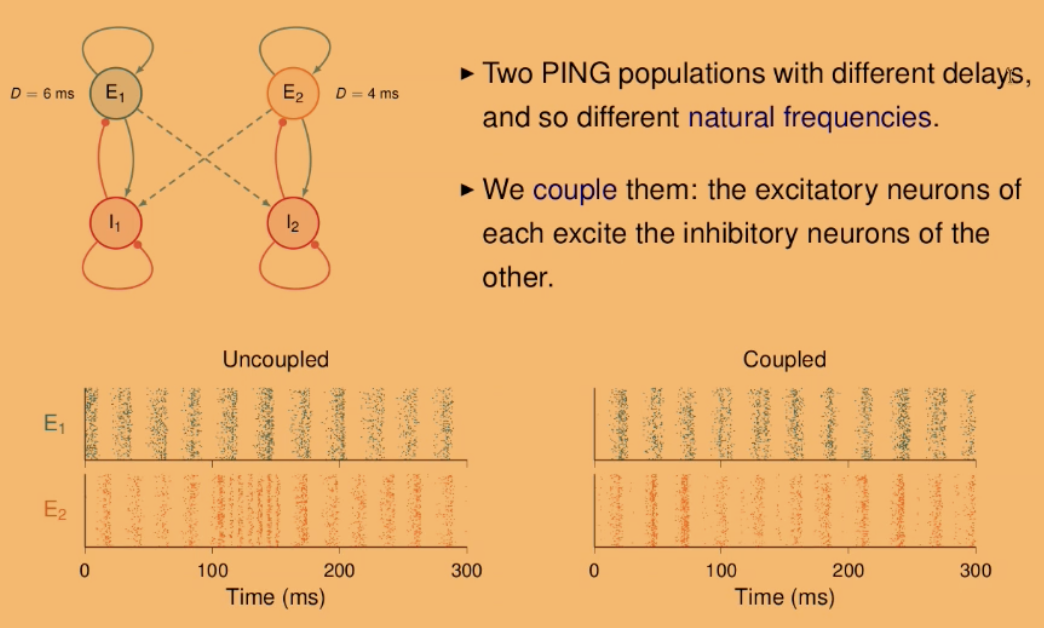 D = 6 ms
E₁
E₂
D = 4 ms
I₁
I₂
▶ Two PING populations with different delays,
and so different natural frequencies.
▶ We couple them: the excitatory neurons of
each excite the inhibitory neurons of the
other.
Uncoupled
E₁
E₂
0 100 200 300
Time (ms)
Coupled
0 100 200 300
Time (ms)